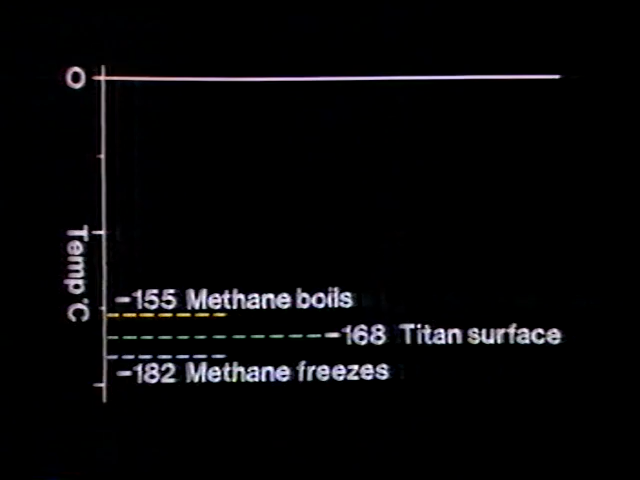 0
Temp°C
-155 Methane boils
-168 Titan surface
-182 Methane freezes